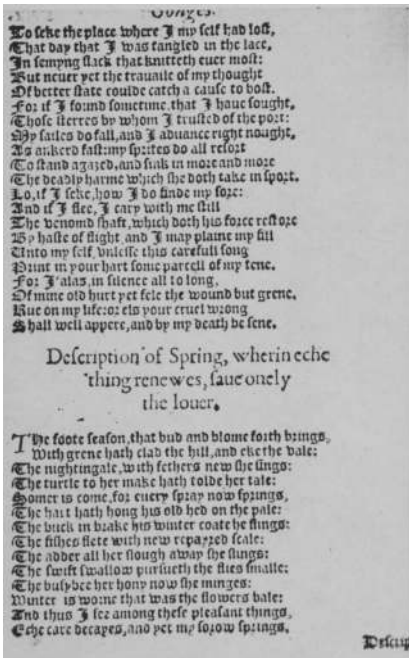 Songes.
To seke the place where I my self had lost,
That day that I was tangled in the lace,
In semyng slack that knitteth euer most:
But neuer yet the trauaile of my thought
Of better state coulde catch a cause to bost.
For if I found sometime that I haue sought,
Those sterres by whom I trusted of the port:
My sailes do fall, and I aduance right nought,
As ankerd fast: my sprites do all resort
To stand agazed, and sink in more and more
The deadly harme which she doth take in sport.
Lo, if I seke, how I do finde my sore:
And if I flee, I cary with me still
The venomd shaft, which doth his force restore
By haste of flight, and I may plaine my fill
Unto my self, vnlesse this carefull song
Print in your hart some parcell of my tene.
For I, alas, in silence all to long,
Of mine old hurt yet fele the wound but grene.
Rue on my life: or els your cruel wrong
Shall well appere, and by my death be sene.
Description of Spring, wherin eche
thing renewes, saue onely
the louer.
The soote season, that bud and blome forth brings,
With grene hath clad the hill, and eke the vale:
The nightingale, with fethers new she sings:
The turtle to her make hath tolde her tale:
Somer is come, for euery spray now springs,
The hart hath hong his old hed on the pale:
The buck in brake his winter coate he flings:
The fishes flete with new repayred scale:
The adder all her slough away she slings:
The swift swallow pursueth the flies smalle:
The busy bee her hony now she minges:
Winter is worne that was the flowers bale:
And thus I see among these pleasant things,
Eche care decayes, and yet my sorow springs.
Descrip